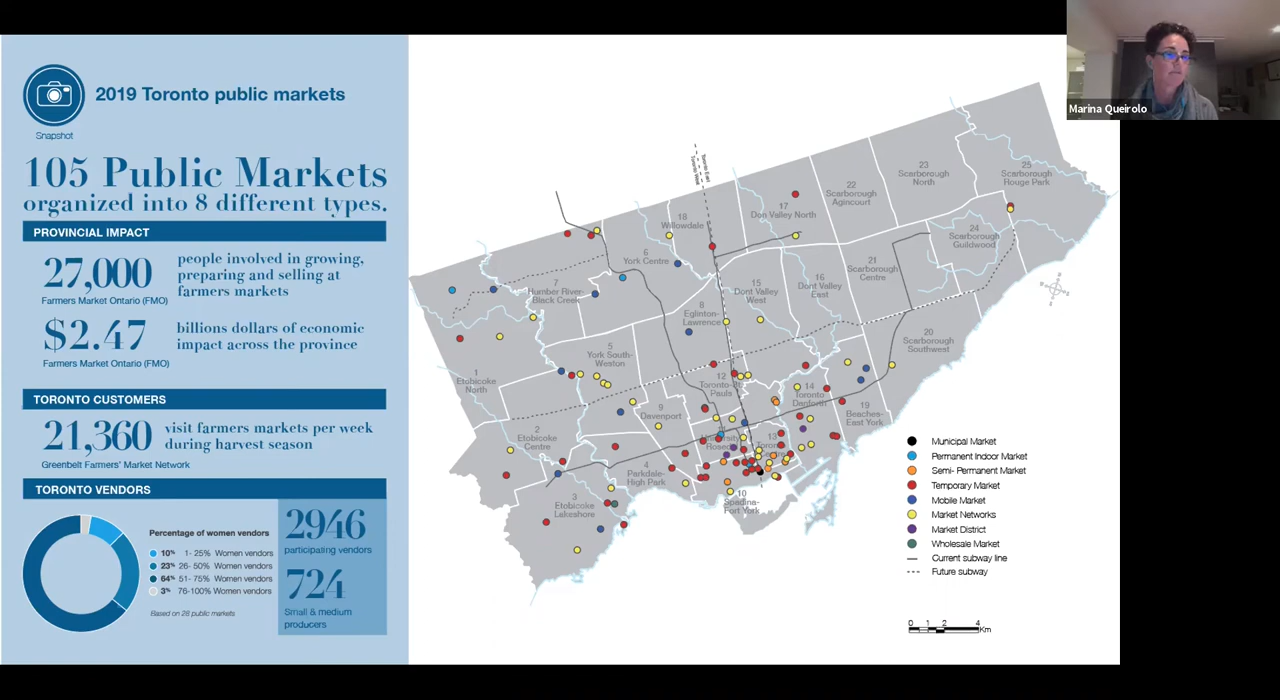 2019 Toronto public markets
Snapshot
105 Public Markets
organized into 8 different types.
PROVINCIAL IMPACT
27,000
people involved in growing,
preparing and selling at
farmers markets
Farmers Market Ontario (FMO)
$2.47
billions dollars of economic
impact across the province
Farmers Market Ontario (FMO)
TORONTO CUSTOMERS
21,360
visit farmers markets per week
during harvest season
Greenbelt Farmers' Market Network
TORONTO VENDORS
Percentage of women vendors
10% 1- 25% Women vendors
23% 26- 50% Women vendors
64% 51- 75% Women vendors
3% 76-100% Women vendors
Based on 26 public markets
2946
participating vendors
724
Small & medium
producers
Toronto East
Toronto West
23
Scarborough
North
25
Scarborough
Rouge Park
22
Scarborough
Agincourt
17
Don Valley North
18
Willowdale
24
Scarborough
Guildwood
6
York Centre
21
Scarborough
Centre
7
Humber River-
Black Creek
15
Dont Valley
West
16
Dont Valley
East
8
Eglinton-
Lawrence
20
Scarborough
Southwest
5
York South-
Weston
1
Etobicoke
North
12
Toronto-St
Pauls
14
Toronto
Danforth
19
Beaches-East
York
9
Davenport
2
Etobicoke
Centre
11
University
13
Toronto
4
Parkdale-
High Park
3
Etobicoke
Lakeshore
10
Spadina-
Fort York
Municipal Market
Permanent Indoor Market
Semi- Permanent Market
Temporary Market
Mobile Market
Market Networks
Market District
Wholesale Market
Current subway line
Future subway
0 1 2 4
Km
Marina Queirolo